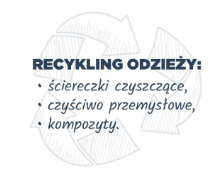 RECYKLING ODZIEŻY:
• ściereczki czyszczące,
• czyściwo przemysłowe,
• kompozyty.